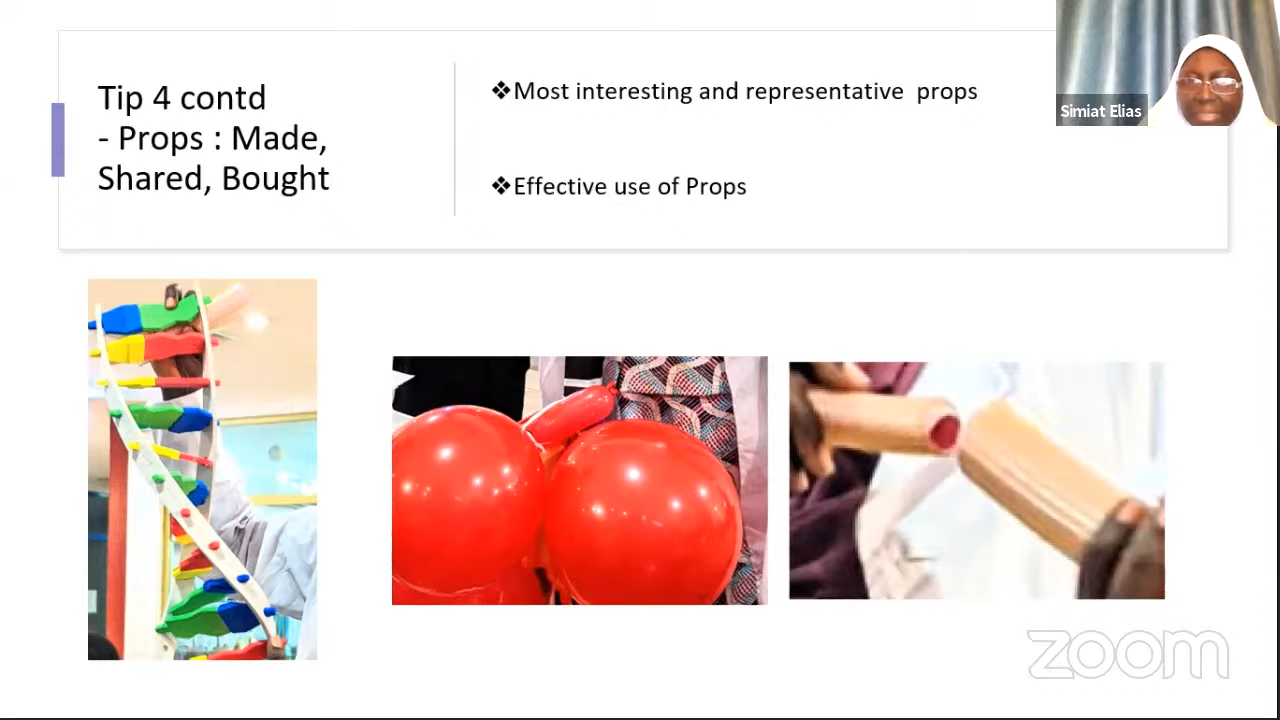 Tip 4 contd
- Props : Made,
Shared, Bought
❖Most interesting and representative  props
❖Effective use of Props
Simiat Elias
zoom